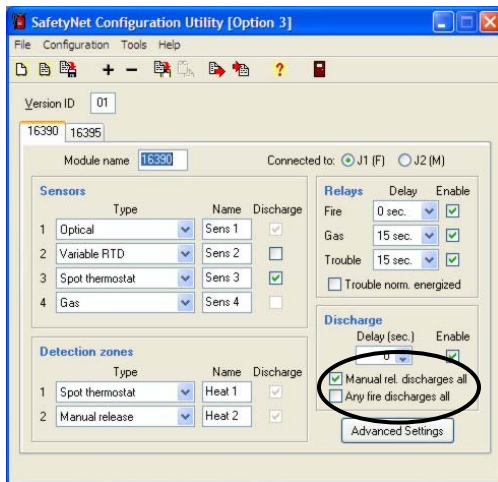 SafetyNet Configuration Utility [Option 3]
File Configuration Tools Help
Version ID 01
16390 16395
Module name 16390 Connected to: J1 (F) J2 (M)
Sensors
Type Name Discharge
1 Optical Sens 1
2 Variable RTD Sens 2
3 Spot thermostat Sens 3
4 Gas Sens 4
Relays Delay Enable
Fire 0 sec.
Gas 15 sec.
Trouble 15 sec.
Trouble norm. energized
Detection zones
Type Name Discharge
1 Spot thermostat Heat 1
2 Manual release Heat 2
Discharge
Delay (sec.) Enable
0
Manual rel. discharges all
Any fire discharges all
Advanced Settings